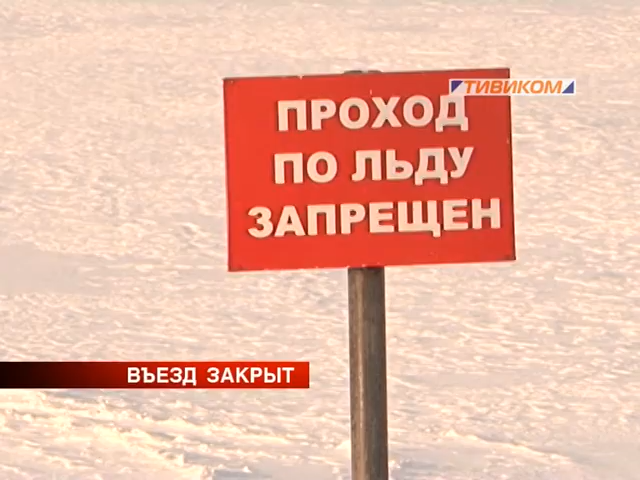 ТИВИКОМ
ПРОХОД
ПО ЛЬДУ
ЗАПРЕЩЕН
ВЪЕЗД ЗАКРЫТ